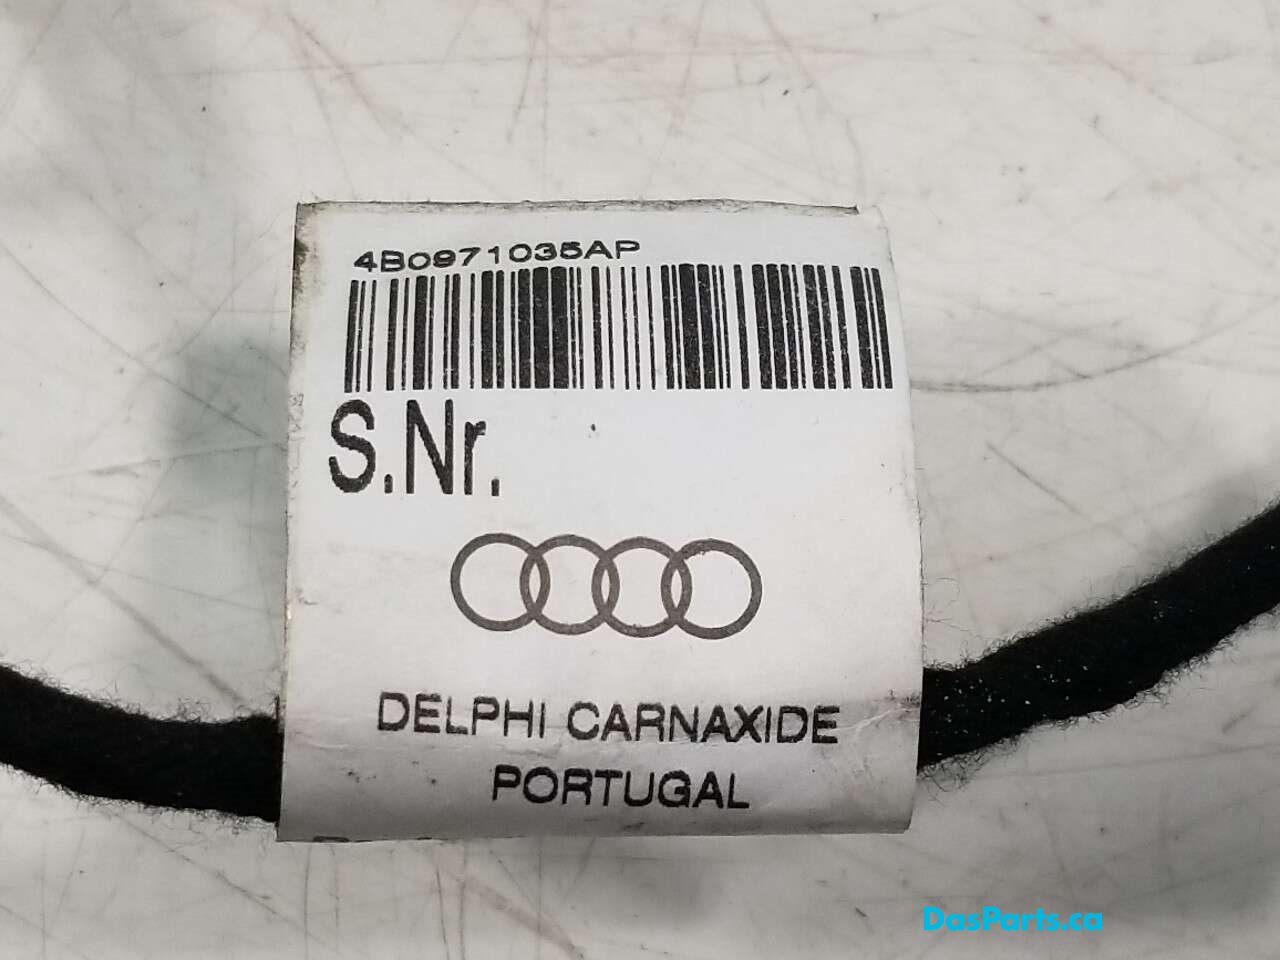 4B0971035AP
S.Nr.
DELPHI CARNAXIDE
PORTUGAL
DasParts.ca